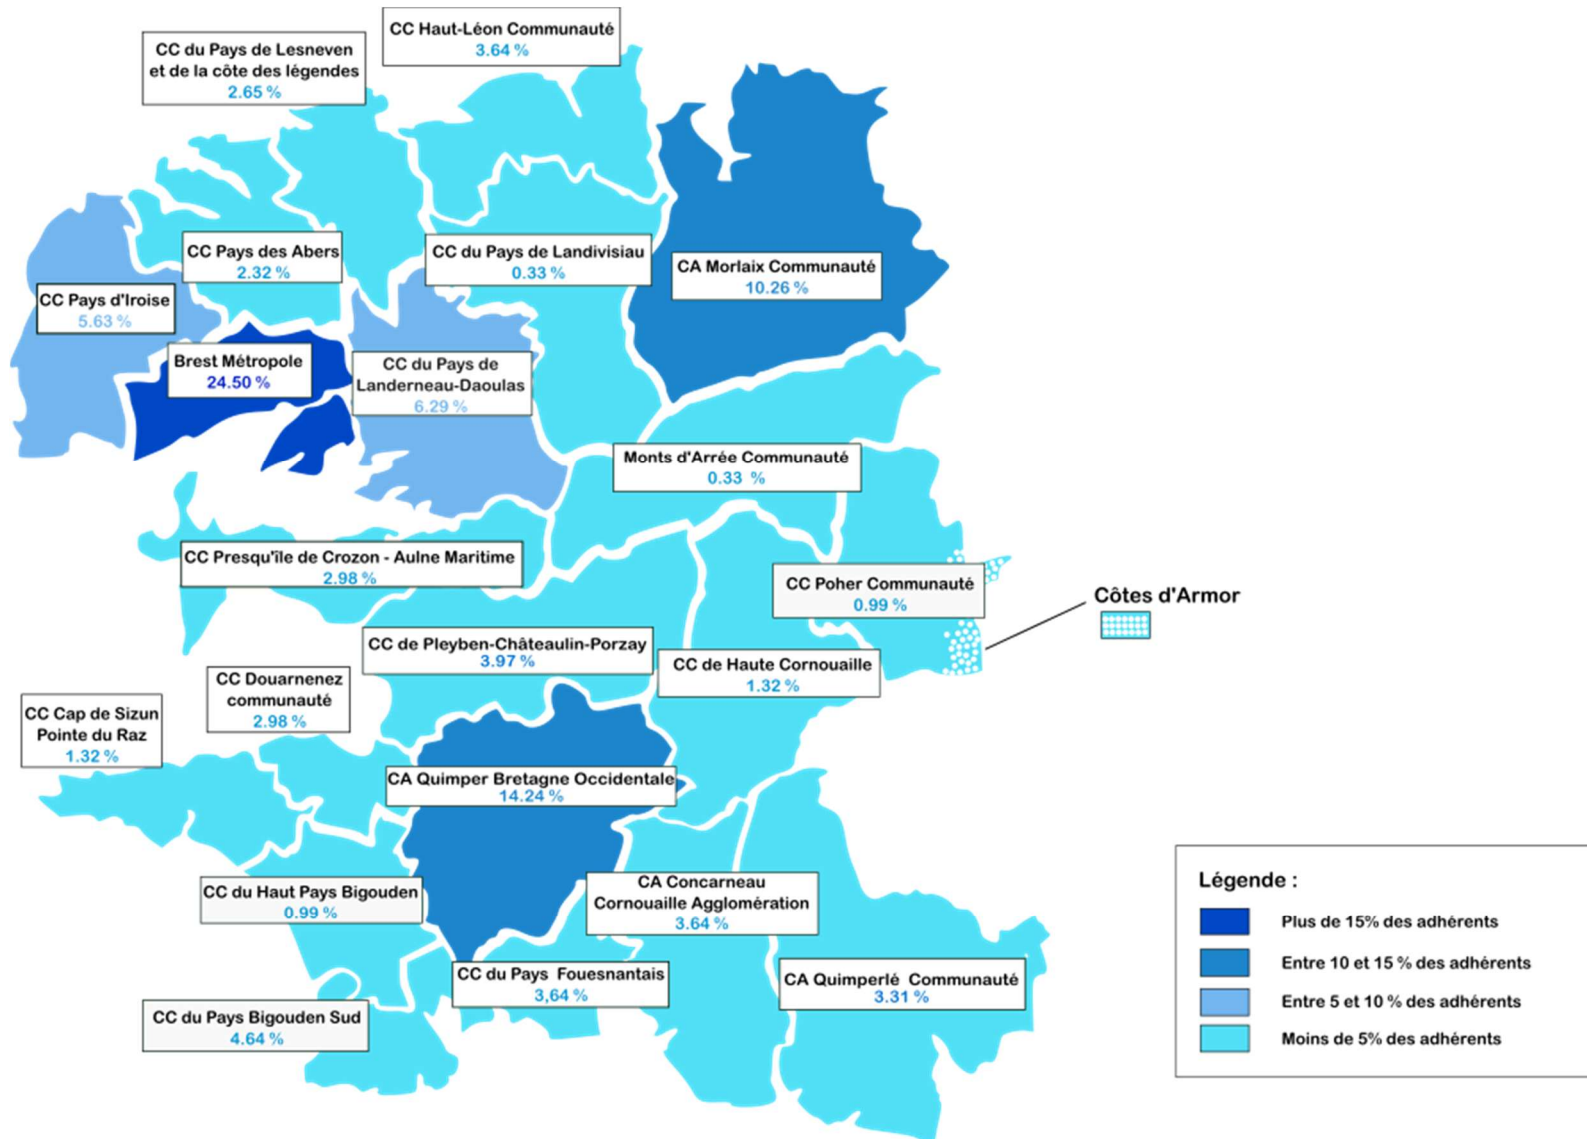 CC Haut-Léon Communauté
3.64 %
CC du Pays de Lesneven
et de la côte des légendes
2.65 %
CC Pays des Abers
2.32 %
CC du Pays de Landivisiau
0.33 %
CA Morlaix Communauté
10.26 %
CC Pays d'Iroise
5.63 %
Brest Métropole
24.50 %
CC du Pays de
Landerneau-Daoulas
6.29 %
Monts d'Arrée Communauté
0.33 %
CC Presqu'île de Crozon - Aulne Maritime
2.98 %
CC Poher Communauté
0.99 %
Côtes d'Armor
CC de Pleyben-Châteaulin-Porzay
3.97 %
CC de Haute Cornouaille
1.32 %
CC Douarnenez
communauté
2.98 %
CC Cap de Sizun
Pointe du Raz
1.32 %
CA Quimper Bretagne Occidentale
14.24 %
CC du Haut Pays Bigouden
0.99 %
CA Concarneau
Cornouaille Agglomération
3.64 %
CC du Pays Fouesnantais
3,64 %
CA Quimperlé Communauté
3.31 %
CC du Pays Bigouden Sud
4.64 %
Légende :
Plus de 15% des adhérents
Entre 10 et 15 % des adhérents
Entre 5 et 10 % des adhérents
Moins de 5% des adhérents